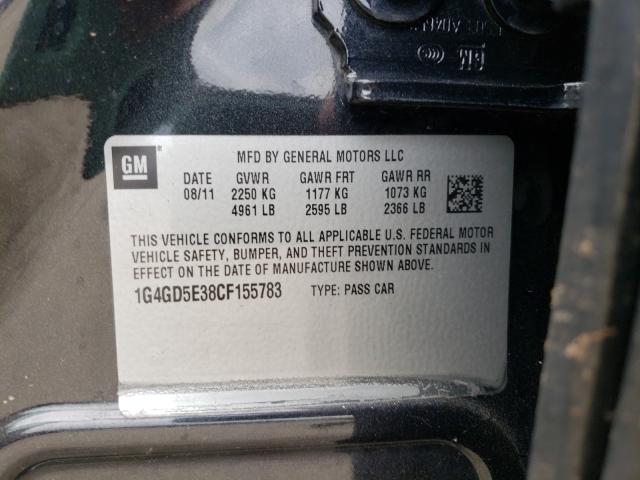 GM
MFD BY GENERAL MOTORS LLC
DATE GVWR GAWR FRT GAWR RR
08/11 2250 KG 1177 KG 1073 KG
4961 LB 2595 LB 2366 LB
THIS VEHICLE CONFORMS TO ALL APPLICABLE U.S. FEDERAL MOTOR
VEHICLE SAFETY, BUMPER, AND THEFT PREVENTION STANDARDS IN
EFFECT ON THE DATE OF MANUFACTURE SHOWN ABOVE.
1G4GD5E38CF155783 TYPE: PASS CAR